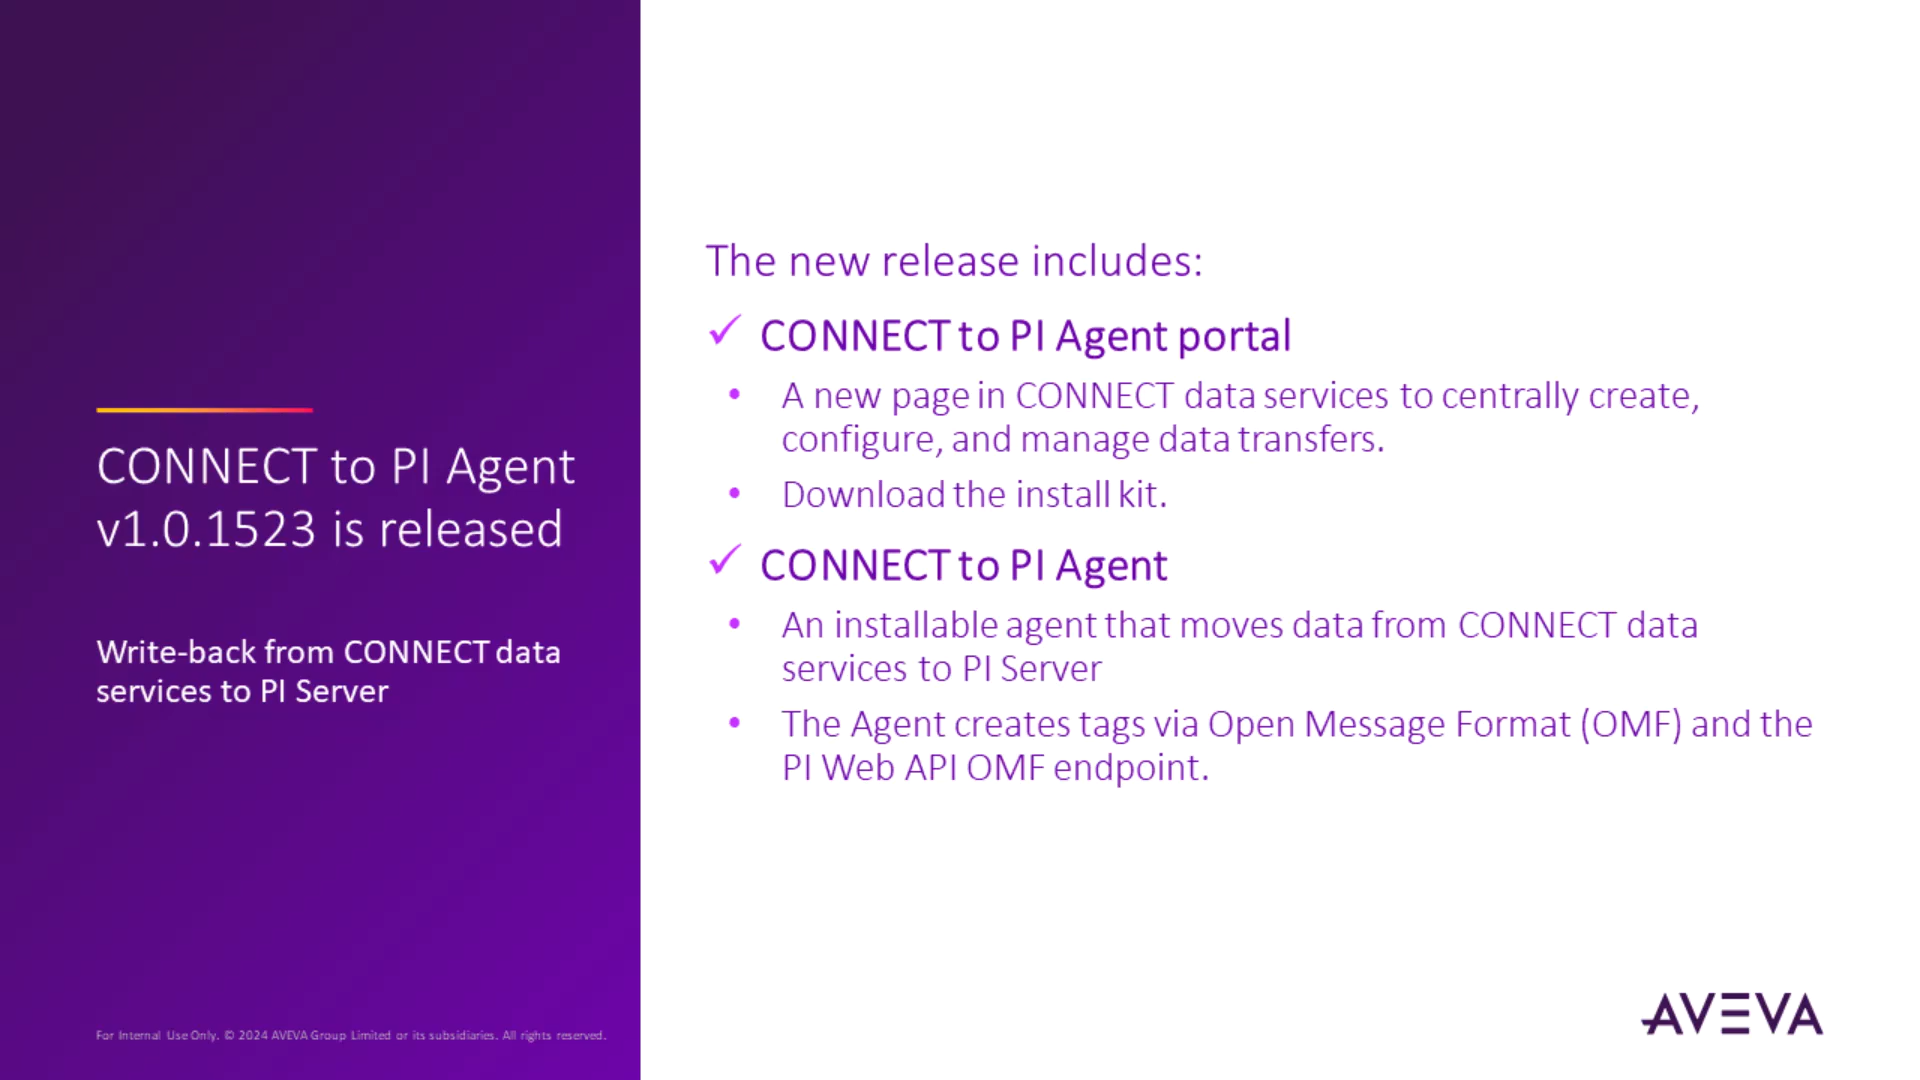 CONNECT to PI Agent
v1.0.1523 is released
Write-back from CONNECT data
services to PI Server
For Internal Use Only. © 2024 AVEVA Group Limited or its subsidiaries. All rights reserved.
The new release includes:
✓ CONNECT to PI Agent portal
• A new page in CONNECT data services to centrally create,
configure, and manage data transfers.
• Download the install kit.
✓ CONNECT to PI Agent
• An installable agent that moves data from CONNECT data
services to PI Server
• The Agent creates tags via Open Message Format (OMF) and the
PI Web API OMF endpoint.
AVEVA